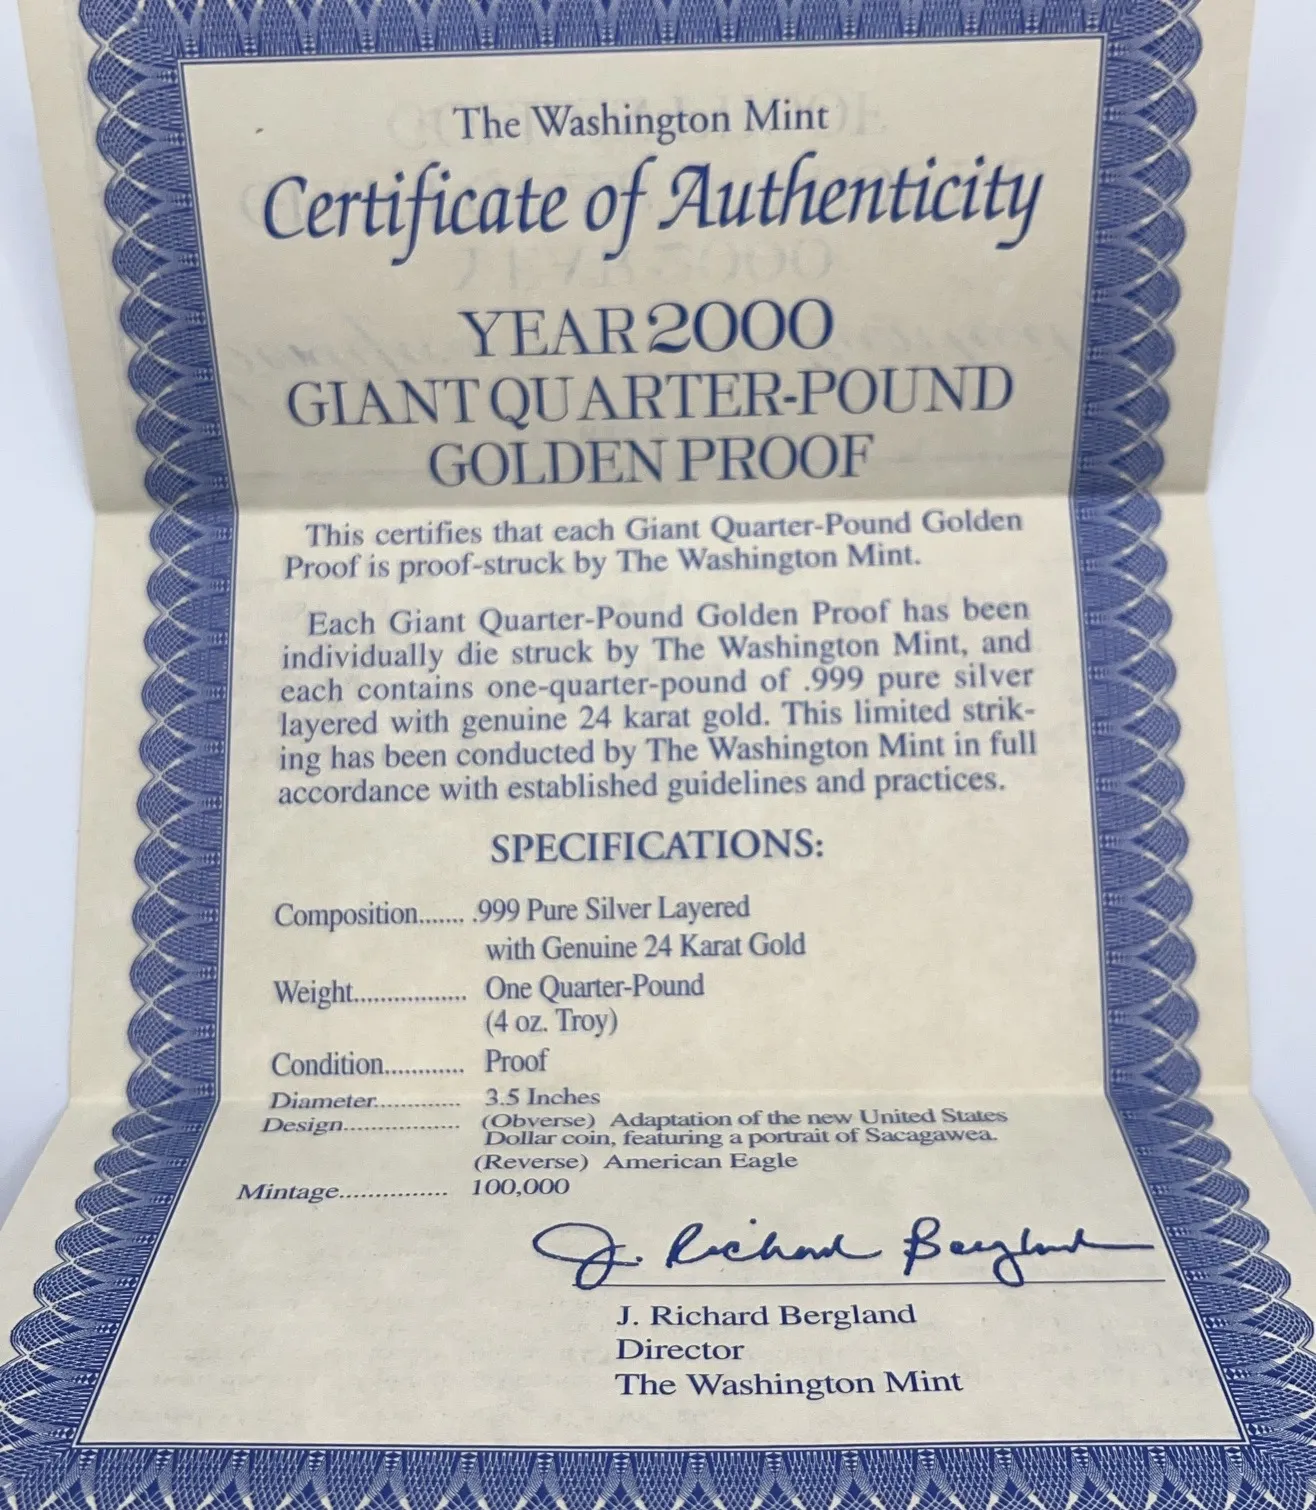 The Washington Mint
Certificate of Authenticity
YEAR 2000
GIANT QUARTER-POUND
GOLDEN PROOF
This certifies that each Giant Quarter-Pound Golden
Proof is proof-struck by The Washington Mint.
Each Giant Quarter-Pound Golden Proof has been
individually die struck by The Washington Mint, and
each contains one-quarter-pound of .999 pure silver
layered with genuine 24 karat gold. This limited strik-
ing has been conducted by The Washington Mint in full
accordance with established guidelines and practices.
SPECIFICATIONS:
Composition....... .999 Pure Silver Layered
with Genuine 24 Karat Gold
Weight................. One Quarter-Pound
(4 oz. Troy)
Condition............ Proof
Diameter............. 3.5 Inches
Design................. (Obverse) Adaptation of the new United States
Dollar coin, featuring a portrait of Sacagawea.
(Reverse) American Eagle
Mintage............... 100,000
J. Richard Bergland
J. Richard Bergland
Director
The Washington Mint